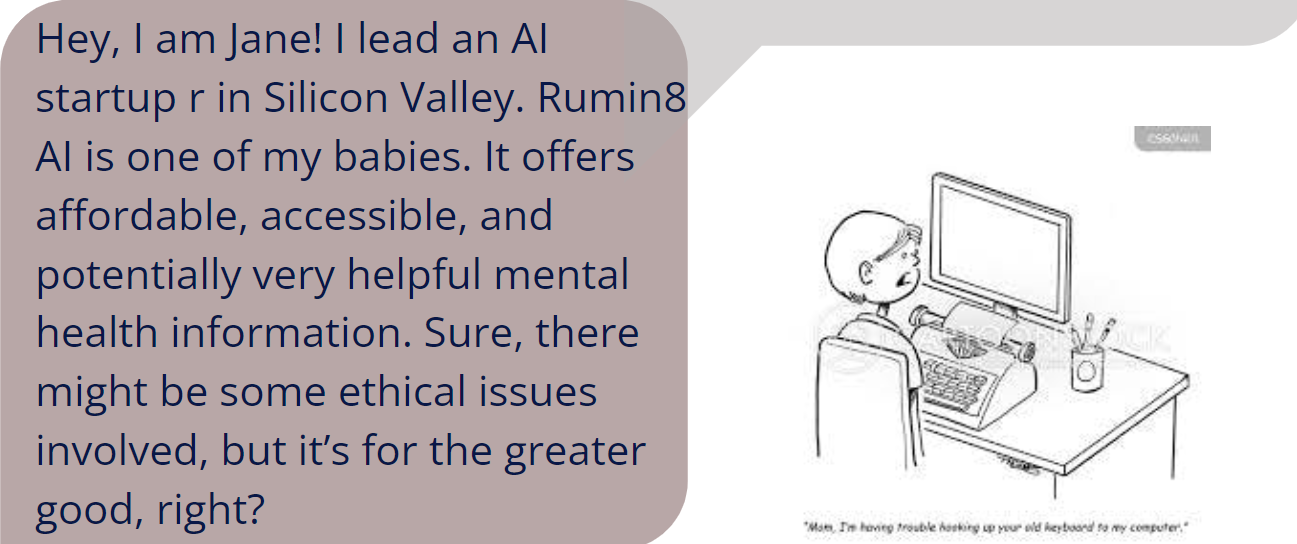 Hey, I am Jane! I lead an AI
startup r in Silicon Valley. Rumin8
AI is one of my babies. It offers
affordable, accessible, and
potentially very helpful mental
health information. Sure, there
might be some ethical issues
involved, but it’s for the greater
good, right?
"Mom, I'm having trouble hooking up your old keyboard to my computer."